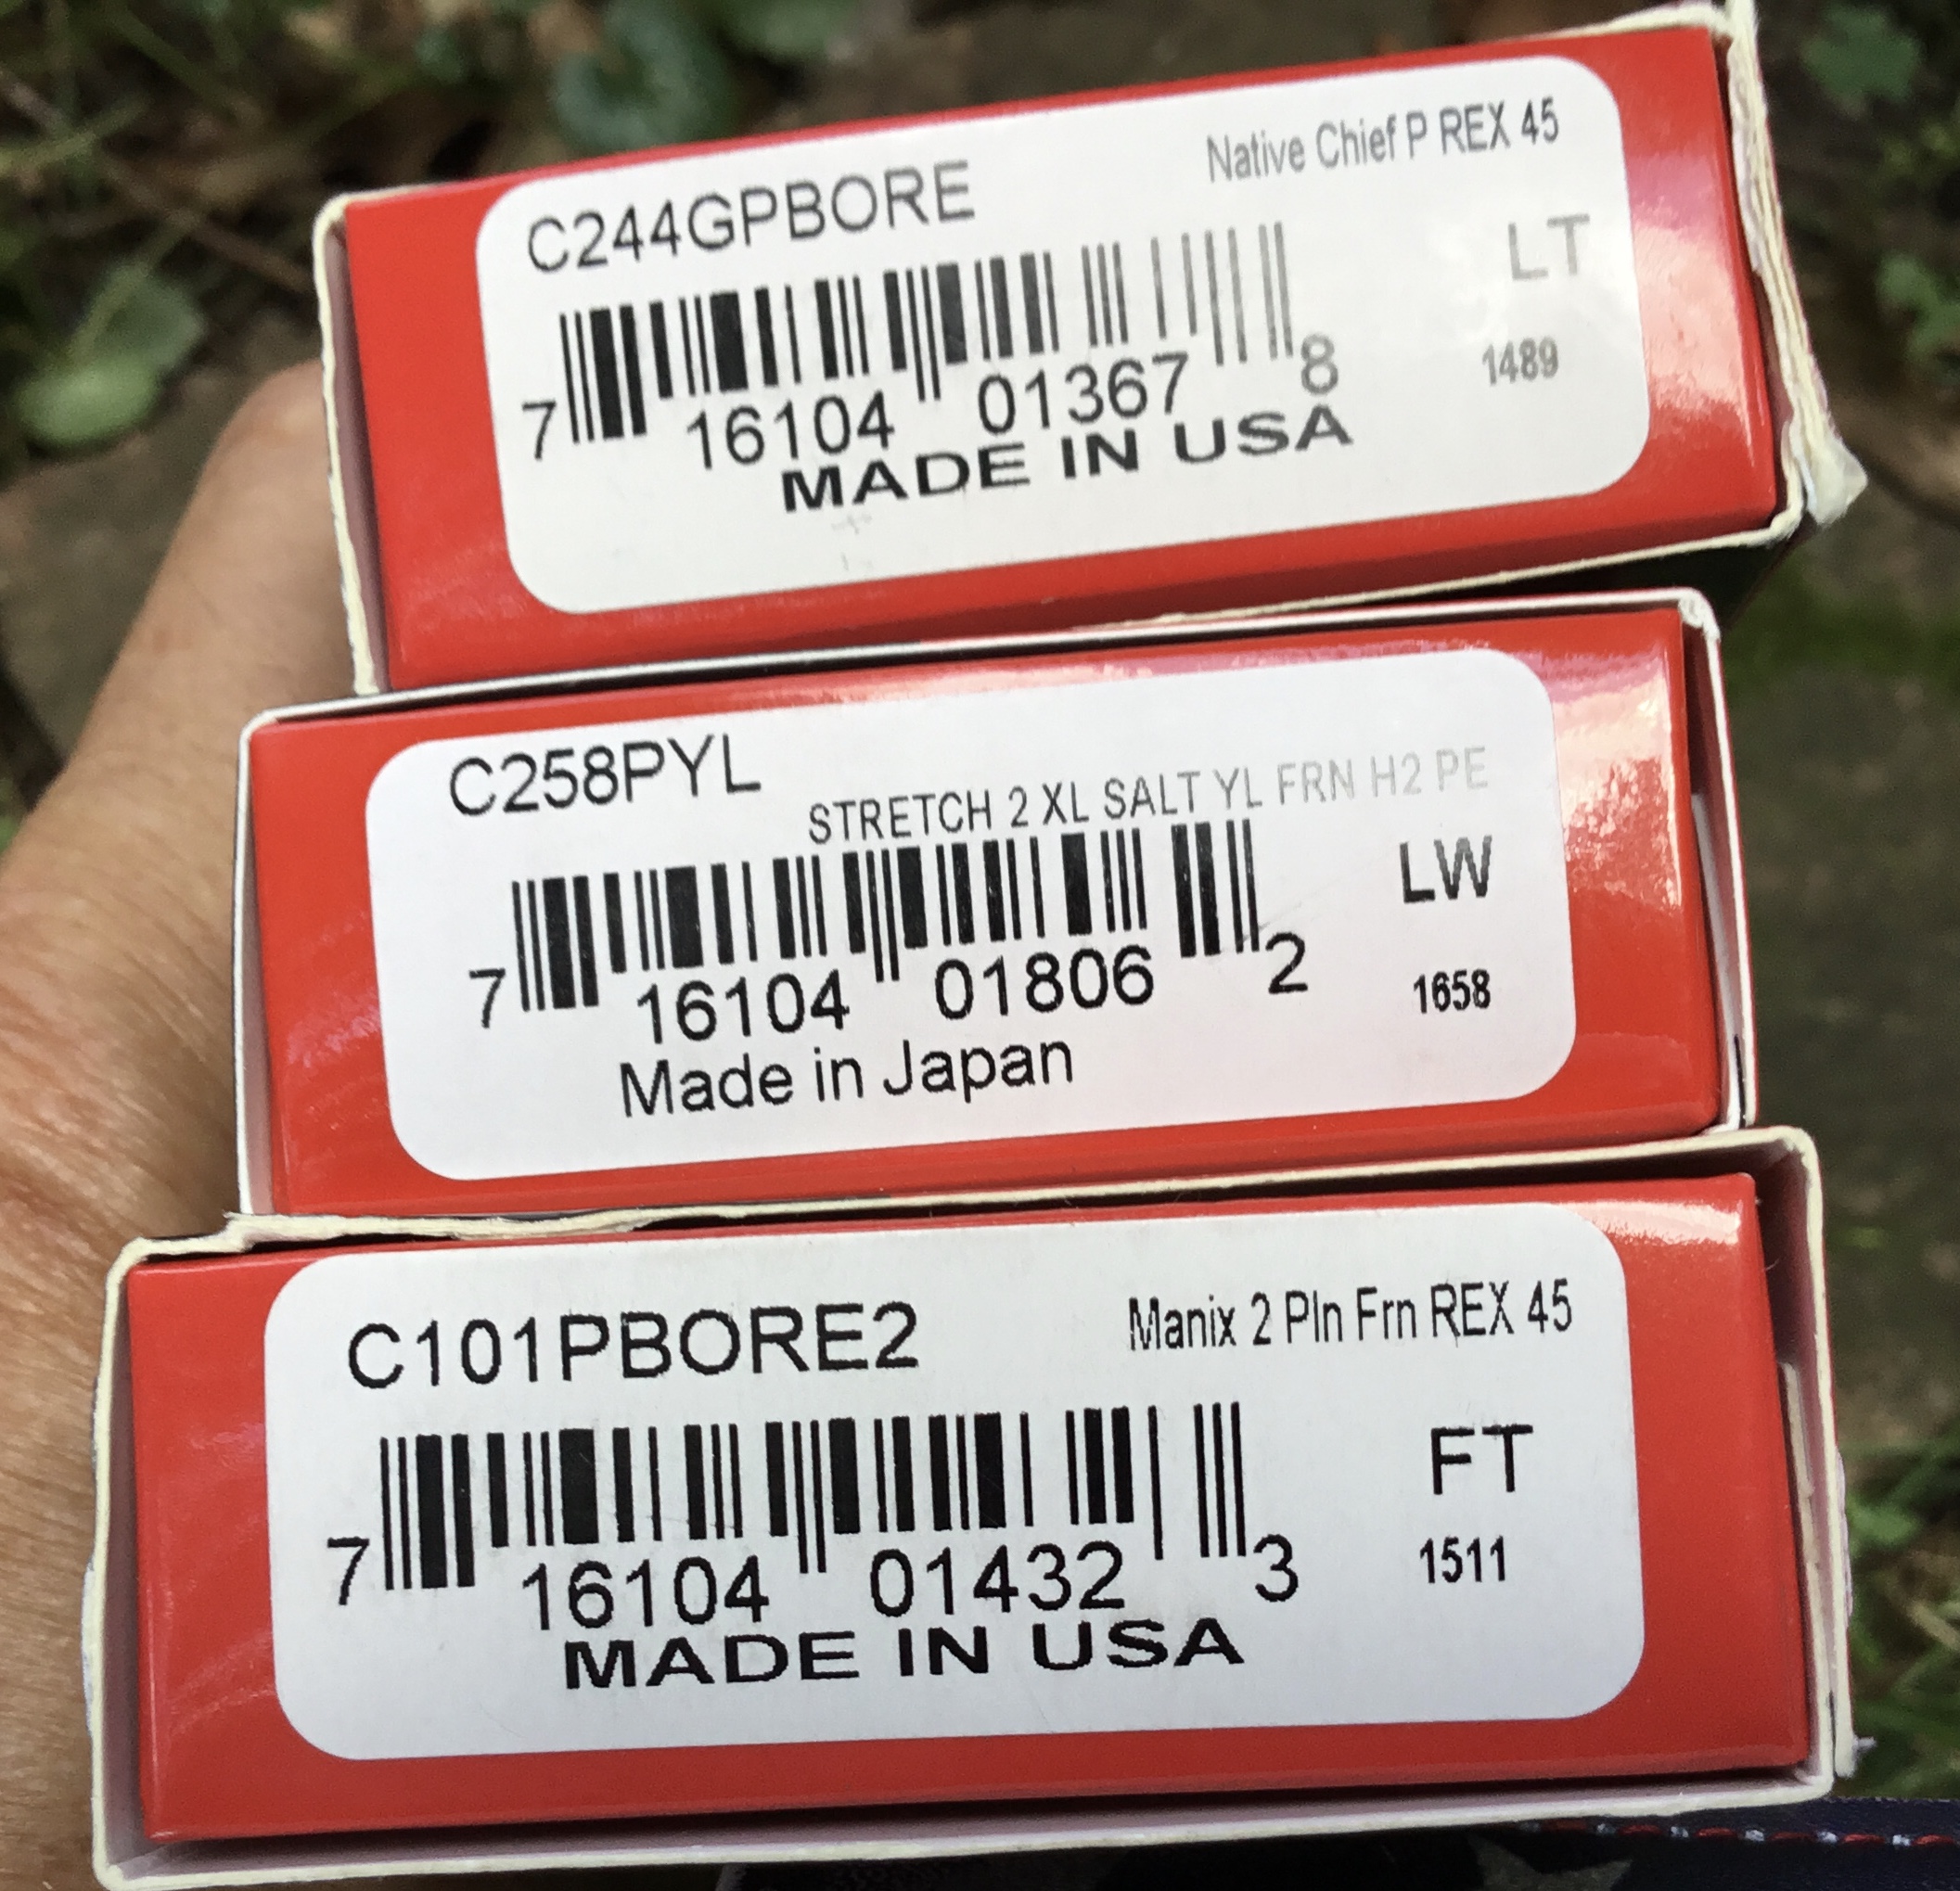 C244GPBORE Native Chief P REX 45
LT
7 16104 01367 8 1489
MADE IN USA
C258PYL
STRETCH 2 XL SALT YL FRN H2 PE
LW
7 16104 01806 2 1658
Made in Japan
C101PBORE2 Manix 2 Pln Frn REX 45
FT
7 16104 01432 3 1511
MADE IN USA